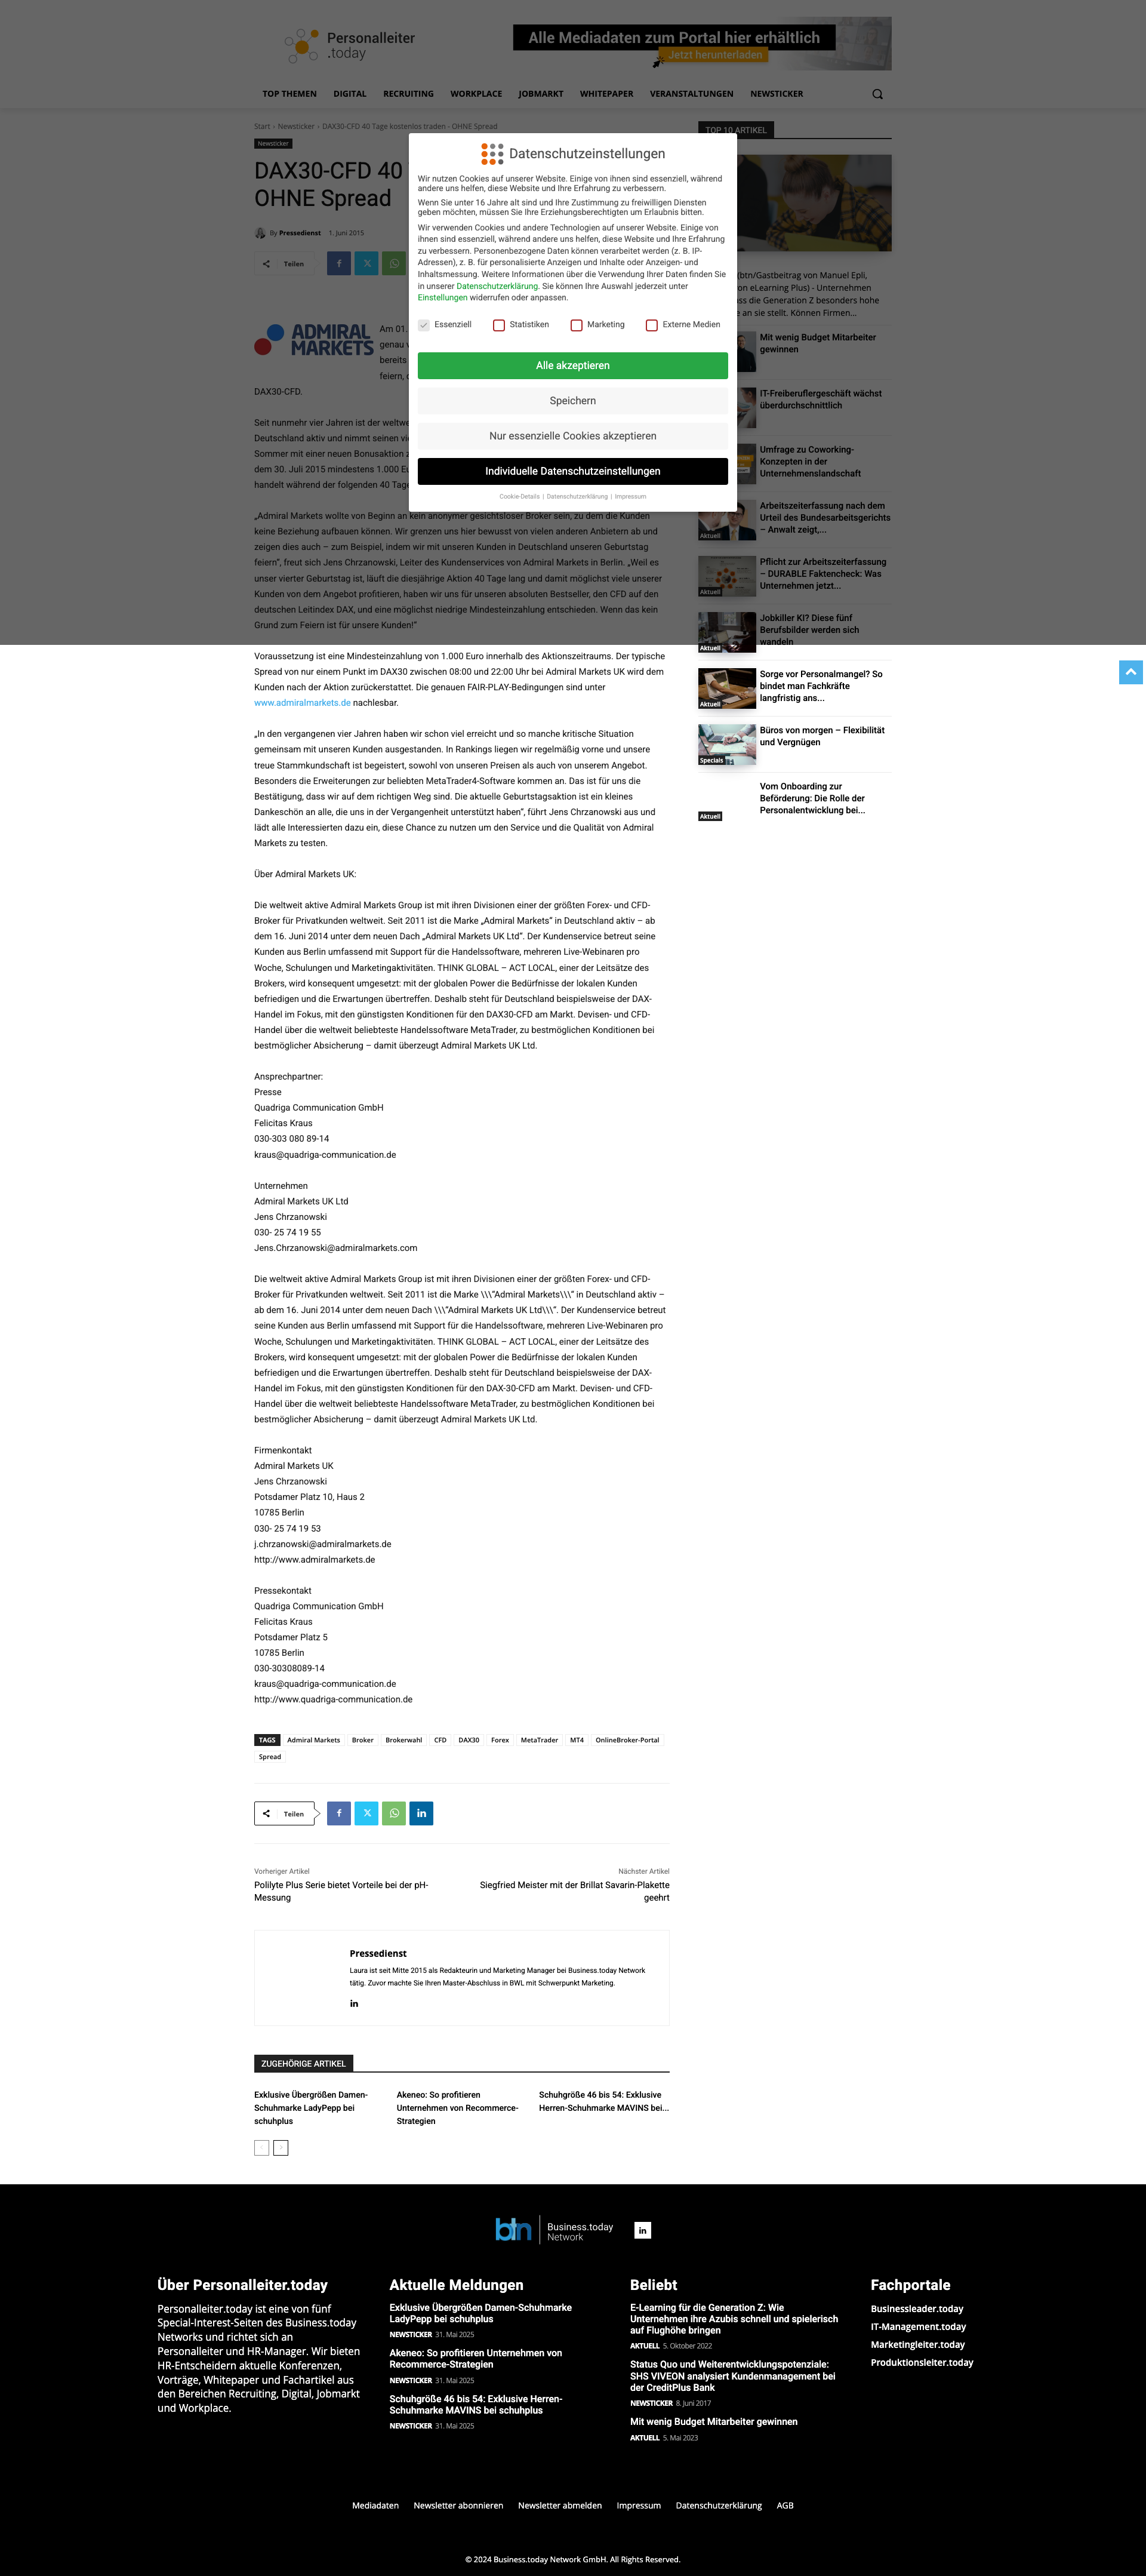 Personalleiter
.today
Alle Mediadaten zum Portal hier erhältlich
Jetzt herunterladen
TOP THEMEN DIGITAL RECRUITING WORKPLACE JOBMARKT WHITEPAPER VERANSTALTUNGEN NEWSTICKER
Start › Newsticker › DAX30-CFD 40 Tage kostenlos traden - OHNE Spread
Newsticker
DAX30-CFD 40
OHNE Spread
By Pressedienst 1. Juni 2015
Teilen
ADMIRAL
MARKETS
Am 01.
genau
bereits
feiern,
DAX30-CFD.
Seit nunmehr vier Jahren ist der
Deutschland aktiv und nimmt seinen
Sommer mit einer neuen Bonusaktion
dem 30. Juli 2015 mindestens 1.000
handelt während der folgenden 40
„Admiral Markets wollte von Beginn an kein anonymer gesichtsloser Broker sein, zu dem die Kunden
keine Beziehung aufbauen können. Wir grenzen uns hier bewusst von vielen anderen Anbietern ab und
zeigen dies auch – zum Beispiel, indem wir mit unseren Kunden in Deutschland unseren Geburtstag
feiern“, freut sich Jens Chrzanowski, Leiter des Kundenservices von Admiral Markets in Berlin. „Weil es
unser vierter Geburtstag ist, läuft die diesjährige Aktion 40 Tage lang und damit möglichst viele unserer
Kunden von dem Angebot profitieren, haben wir uns für unseren absoluten Bestseller, den CFD auf den
deutschen Leitindex DAX, und eine möglichst niedrige Mindesteinzahlung entschieden. Wenn das kein
Grund zum Feiern ist für unsere Kunden!“
Voraussetzung ist eine Mindesteinzahlung von 1.000 Euro innerhalb des Aktionszeitraums. Der typische
Spread von nur einem Punkt im DAX30 zwischen 08:00 und 22:00 Uhr bei Admiral Markets UK wird dem
Kunden nach der Aktion zurückerstattet. Die genauen FAIR-PLAY-Bedingungen sind unter
www.admiralmarkets.de nachlesbar.
„In den vergangenen vier Jahren haben wir schon viel erreicht und so manche kritische Situation
gemeinsam mit unseren Kunden ausgestanden. In Rankings liegen wir regelmäßig vorne und unsere
treue Stammkundschaft ist begeistert, sowohl von unseren Preisen als auch von unserem Angebot.
Besonders die Erweiterungen zur beliebten MetaTrader4-Software kommen an. Das ist für uns die
Bestätigung, dass wir auf dem richtigen Weg sind. Die aktuelle Geburtstagsaktion ist ein kleines
Dankeschön an alle, die uns in der Vergangenheit unterstützt haben“, führt Jens Chrzanowski aus und
lädt alle Interessierten dazu ein, diese Chance zu nutzen um den Service und die Qualität von Admiral
Markets zu testen.
Über Admiral Markets UK:
Die weltweit aktive Admiral Markets Group ist mit ihren Divisionen einer der größten Forex- und CFD-
Broker für Privatkunden weltweit. Seit 2011 ist die Marke „Admiral Markets“ in Deutschland aktiv – ab
dem 16. Juni 2014 unter dem neuen Dach „Admiral Markets UK Ltd“. Der Kundenservice betreut seine
Kunden aus Berlin umfassend mit Support für die Handelssoftware, mehreren Live-Webinaren pro
Woche, Schulungen und Marketingaktivitäten. THINK GLOBAL – ACT LOCAL, einer der Leitsätze des
Brokers, wird konsequent umgesetzt: mit der globalen Power die Bedürfnisse der lokalen Kunden
befriedigen und die Erwartungen übertreffen. Deshalb steht für Deutschland beispielsweise der DAX-
Handel im Fokus, mit den günstigsten Konditionen für den DAX30-CFD am Markt. Devisen- und CFD-
Handel über die weltweit beliebteste Handelssoftware MetaTrader, zu bestmöglichen Konditionen bei
bestmöglicher Absicherung – damit überzeugt Admiral Markets UK Ltd.
Ansprechpartner:
Presse
Quadriga Communication GmbH
Felicitas Kraus
030-303 080 89-14
kraus@quadriga-communication.de
Unternehmen
Admiral Markets UK Ltd
Jens Chrzanowski
030- 25 74 19 55
Jens.Chrzanowski@admiralmarkets.com
Die weltweit aktive Admiral Markets Group ist mit ihren Divisionen einer der größten Forex- und CFD-
Broker für Privatkunden weltweit. Seit 2011 ist die Marke \\\“Admiral Markets\\\“ in Deutschland aktiv –
ab dem 16. Juni 2014 unter dem neuen Dach \\\“Admiral Markets UK Ltd\\\“. Der Kundenservice betreut
seine Kunden aus Berlin umfassend mit Support für die Handelssoftware, mehreren Live-Webinaren pro
Woche, Schulungen und Marketingaktivitäten. THINK GLOBAL – ACT LOCAL, einer der Leitsätze des
Brokers, wird konsequent umgesetzt: mit der globalen Power die Bedürfnisse der lokalen Kunden
befriedigen und die Erwartungen übertreffen. Deshalb steht für Deutschland beispielsweise der DAX-
Handel im Fokus, mit den günstigsten Konditionen für den DAX-30-CFD am Markt. Devisen- und CFD-
Handel über die weltweit beliebteste Handelssoftware MetaTrader, zu bestmöglichen Konditionen bei
bestmöglicher Absicherung – damit überzeugt Admiral Markets UK Ltd.
Firmenkontakt
Admiral Markets UK
Jens Chrzanowski
Potsdamer Platz 10, Haus 2
10785 Berlin
030- 25 74 19 53
j.chrzanowski@admiralmarkets.de
http://www.admiralmarkets.de
Pressekontakt
Quadriga Communication GmbH
Felicitas Kraus
Potsdamer Platz 5
10785 Berlin
030-30308089-14
kraus@quadriga-communication.de
http://www.quadriga-communication.de
TAGS Admiral Markets Broker Brokerwahl CFD DAX30 Forex MetaTrader MT4 OnlineBroker-Portal
Spread
Teilen
Vorheriger Artikel
Polilyte Plus Serie bietet Vorteile bei der pH-
Messung
Nächster Artikel
Siegfried Meister mit der Brillat Savarin-Plakette
geehrt
Pressedienst
Laura ist seit Mitte 2015 als Redakteurin und Marketing Manager bei Business.today Network
tätig. Zuvor machte Sie Ihren Master-Abschluss in BWL mit Schwerpunkt Marketing.
ZUGEHÖRIGE ARTIKEL
Exklusive Übergrößen Damen-
Schuhmarke LadyPepp bei
schuhplus
Akeneo: So profitieren
Unternehmen von Recommerce-
Strategien
Schuhgröße 46 bis 54: Exklusive
Herren-Schuhmarke MAVINS bei...
Datenschutzeinstellungen
Wir nutzen Cookies auf unserer Website. Einige von ihnen sind essenziell, während
andere uns helfen, diese Website und Ihre Erfahrung zu verbessern.
Wenn Sie unter 16 Jahre alt sind und Ihre Zustimmung zu freiwilligen Diensten
geben möchten, müssen Sie Ihre Erziehungsberechtigten um Erlaubnis bitten.
Wir verwenden Cookies und andere Technologien auf unserer Website. Einige von
ihnen sind essenziell, während andere uns helfen, diese Website und Ihre Erfahrung
zu verbessern. Personenbezogene Daten können verarbeitet werden (z. B. IP-
Adressen), z. B. für personalisierte Anzeigen und Inhalte oder Anzeigen- und
Inhaltsmessung. Weitere Informationen über die Verwendung Ihrer Daten finden Sie
in unserer Datenschutzerklärung. Sie können Ihre Auswahl jederzeit unter
Einstellungen widerrufen oder anpassen.
Essenziell Statistiken Marketing Externe Medien
Alle akzeptieren
Speichern
Nur essenzielle Cookies akzeptieren
Individuelle Datenschutzeinstellungen
Cookie-Details | Datenschutzerklärung | Impressum
TOP 10 ARTIKEL
(btn/Gastbeitrag von Manuel Epli,
von eLearning Plus) - Unternehmen
dass die Generation Z besonders hohe
an sie stellt. Können Firmen...
Mit wenig Budget Mitarbeiter
gewinnen
IT-Freiberuflergeschäft wächst
überdurchschnittlich
Umfrage zu Coworking-
Konzepten in der
Unternehmenslandschaft
Arbeitszeiterfassung nach dem
Urteil des Bundesarbeitsgerichts
– Anwalt zeigt,...
Aktuell
Pflicht zur Arbeitszeiterfassung
– DURABLE Faktencheck: Was
Unternehmen jetzt...
Aktuell
Jobkiller KI? Diese fünf
Berufsbilder werden sich
wandeln
Aktuell
Sorge vor Personalmangel? So
bindet man Fachkräfte
langfristig ans...
Aktuell
Büros von morgen – Flexibilität
und Vergnügen
Specials
Vom Onboarding zur
Beförderung: Die Rolle der
Personalentwicklung bei...
Aktuell
btn
Business.today
Network
Über Personalleiter.today
Personalleiter.today ist eine von fünf
Special-Interest-Seiten des Business.today
Networks und richtet sich an
Personalleiter und HR-Manager. Wir bieten
HR-Entscheidern aktuelle Konferenzen,
Vorträge, Whitepaper und Fachartikel aus
den Bereichen Recruiting, Digital, Jobmarkt
und Workplace.
Aktuelle Meldungen
Exklusive Übergrößen Damen-Schuhmarke
LadyPepp bei schuhplus
NEWSTICKER 31. Mai 2025
Akeneo: So profitieren Unternehmen von
Recommerce-Strategien
NEWSTICKER 31. Mai 2025
Schuhgröße 46 bis 54: Exklusive Herren-
Schuhmarke MAVINS bei schuhplus
NEWSTICKER 31. Mai 2025
Beliebt
E-Learning für die Generation Z: Wie
Unternehmen ihre Azubis schnell und spielerisch
auf Flughöhe bringen
AKTUELL 5. Oktober 2022
Status Quo und Weiterentwicklungspotenziale:
SHS VIVEON analysiert Kundenmanagement bei
der CreditPlus Bank
NEWSTICKER 8. Juni 2017
Mit wenig Budget Mitarbeiter gewinnen
AKTUELL 5. Mai 2023
Fachportale
Businessleader.today
IT-Management.today
Marketingleiter.today
Produktionsleiter.today
Mediadaten Newsletter abonnieren Newsletter abmelden Impressum Datenschutzerklärung AGB
© 2024 Business.today Network GmbH. All Rights Reserved.